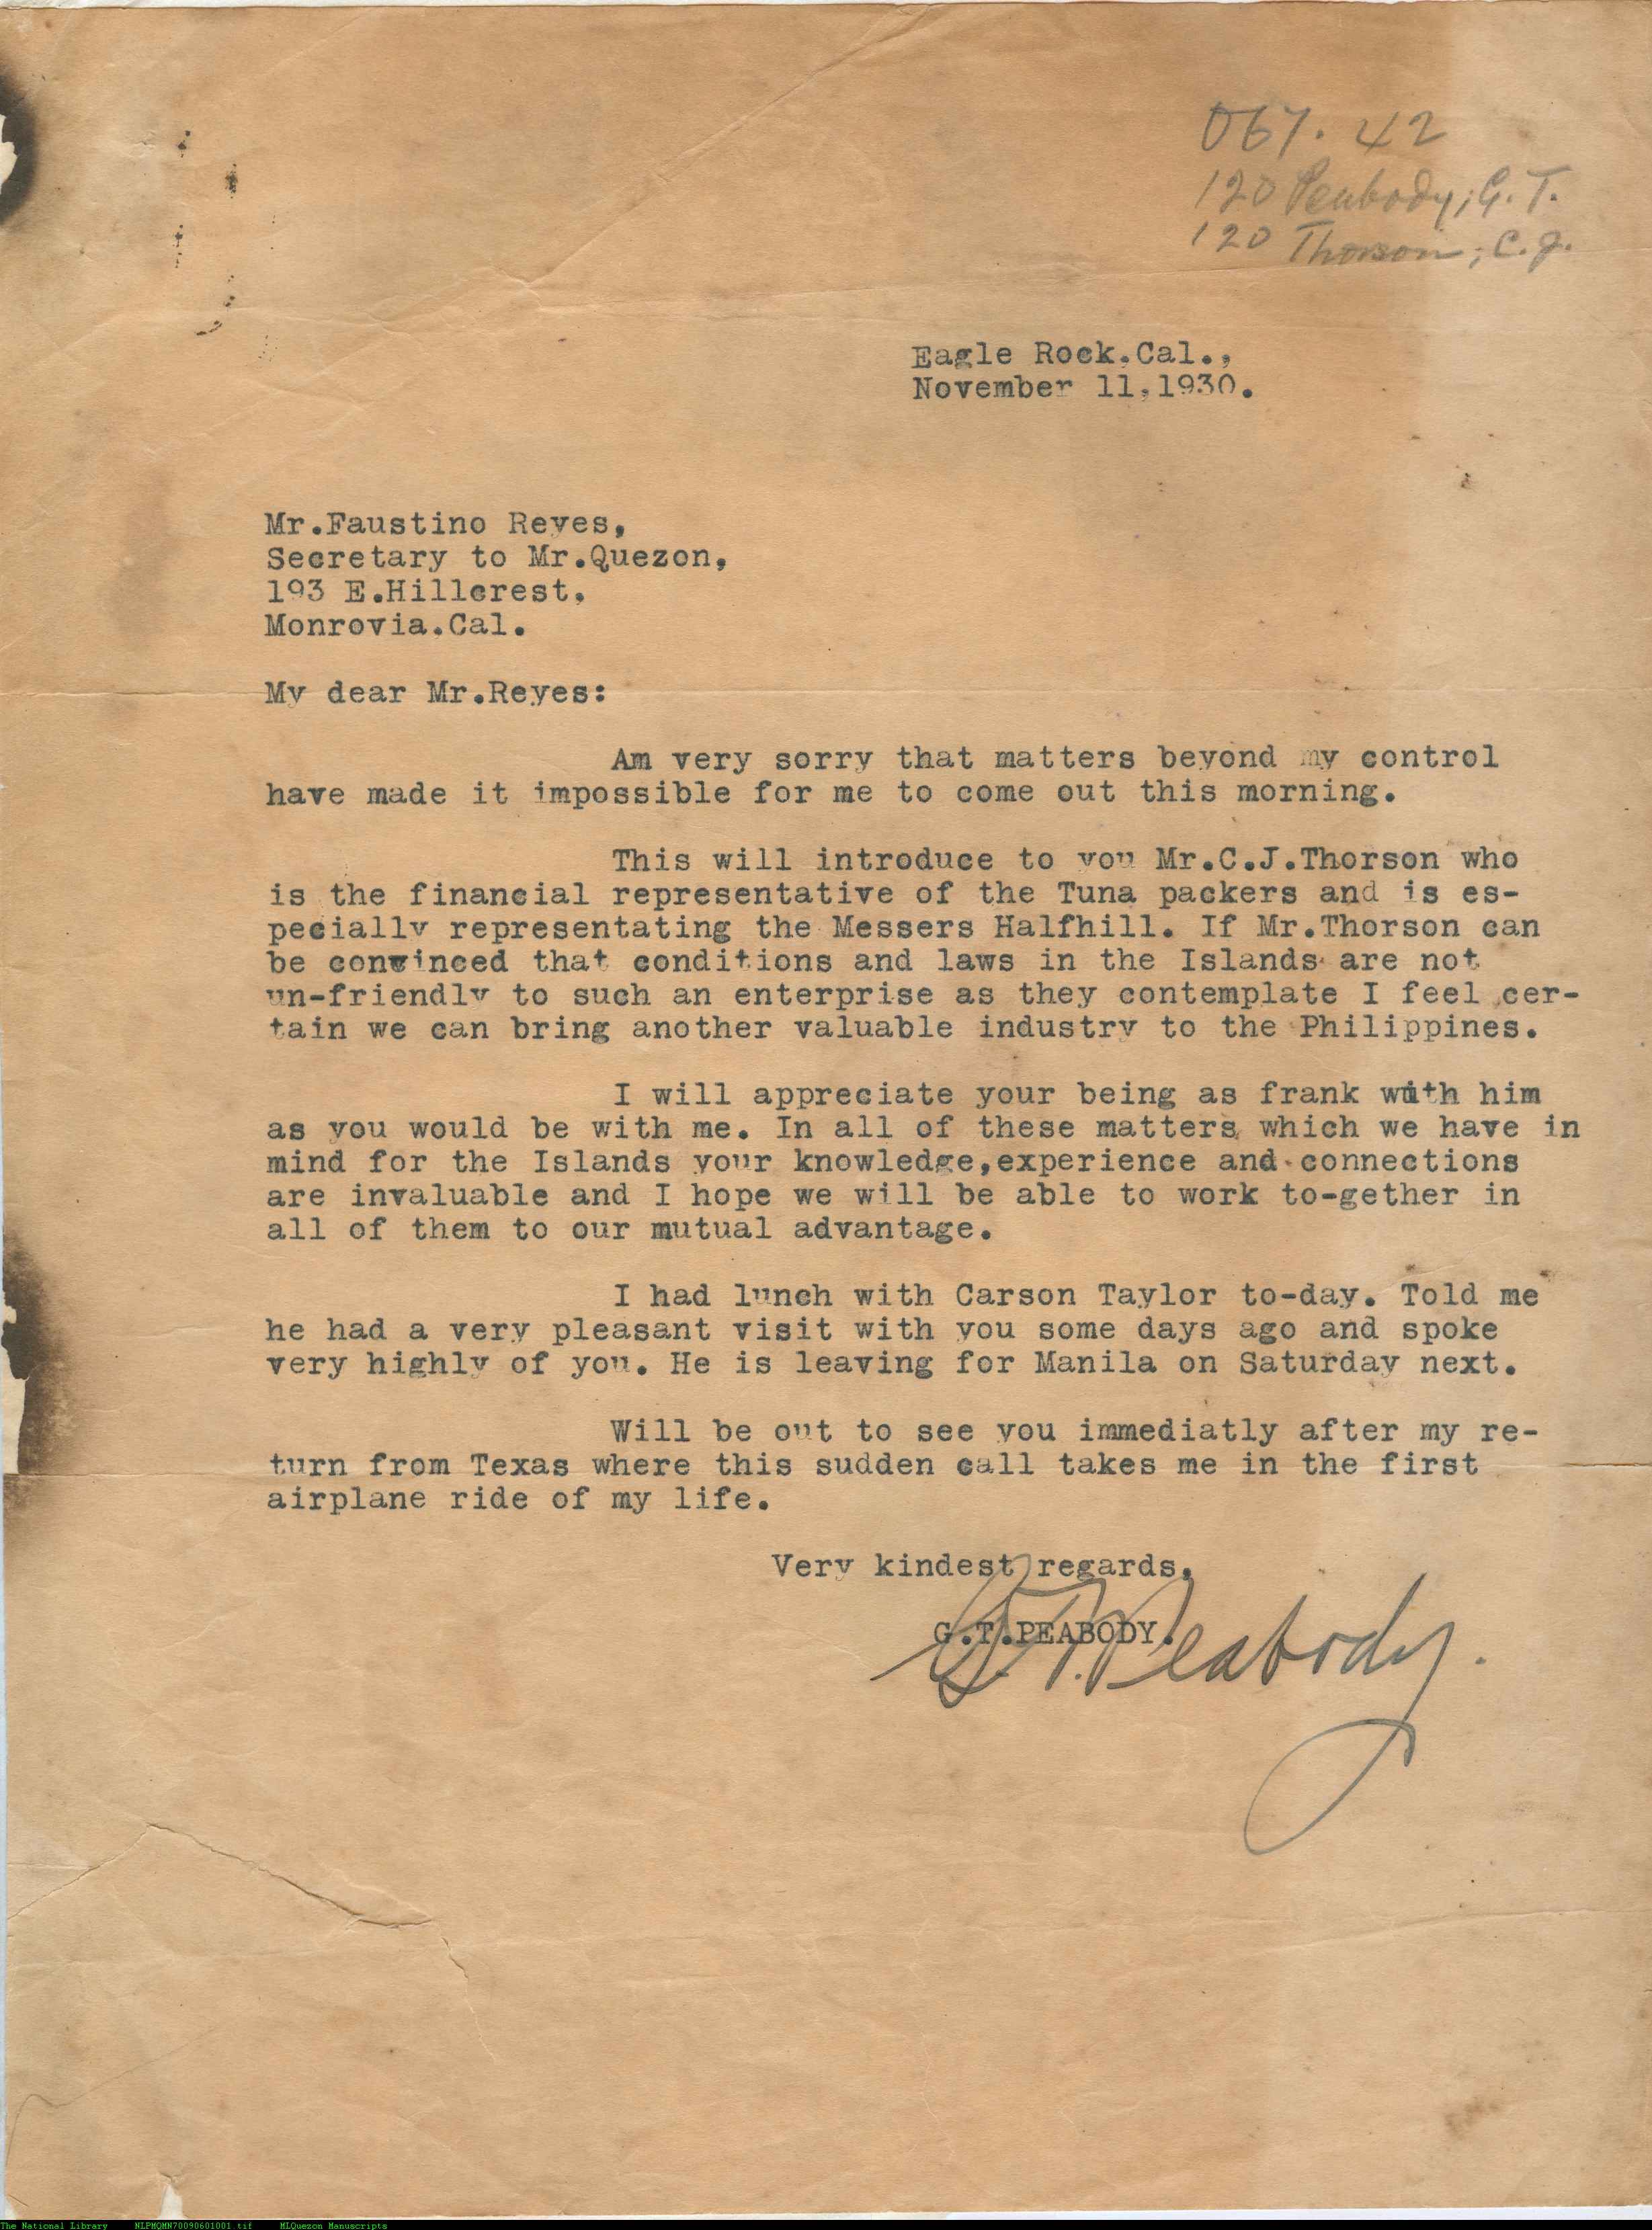 067.42
120 Peabody; G.T.
120 Thorson; C.J.
Eagle Rock.Cal.,
November 11,1930.
Mr.Faustino Reyes,
Secretary to Mr.Quezon,
193 E.Hillcrest,
Monrovia.Cal.
My dear Mr.Reyes:
Am very sorry that matters beyond my control
have made it impossible for me to come out this morning.
This will introduce to you Mr.C.J.Thorson who
is the financial representative of the Tuna packers and is es-
pecially representating the Messers Halfhill. If Mr.Thorson can
be convinced that conditions and laws in the Islands are not
un-friendly to such an enterprise as they contemplate I feel cer-
tain we can bring another valuable industry to the Philippines.
I will appreciate your being as frank with him
as you would be with me. In all of these matters which we have in
mind for the Islands your knowledge,experience and connections
are invaluable and I hope we will be able to work to-gether in
all of them to our mutual advantage.
I had lunch with Carson Taylor to-day. Told me
he had a very pleasant visit with you some days ago and spoke
very highly of you. He is leaving for Manila on Saturday next.
Will be out to see you immediatly after my re-
turn from Texas where this sudden call takes me in the first
airplane ride of my life.
Very kindest regards,
G.T.PEABODY.
G.T. Peabody.
The National Library NLPMQMN70090601001.tif MLQuezon Manuscripts